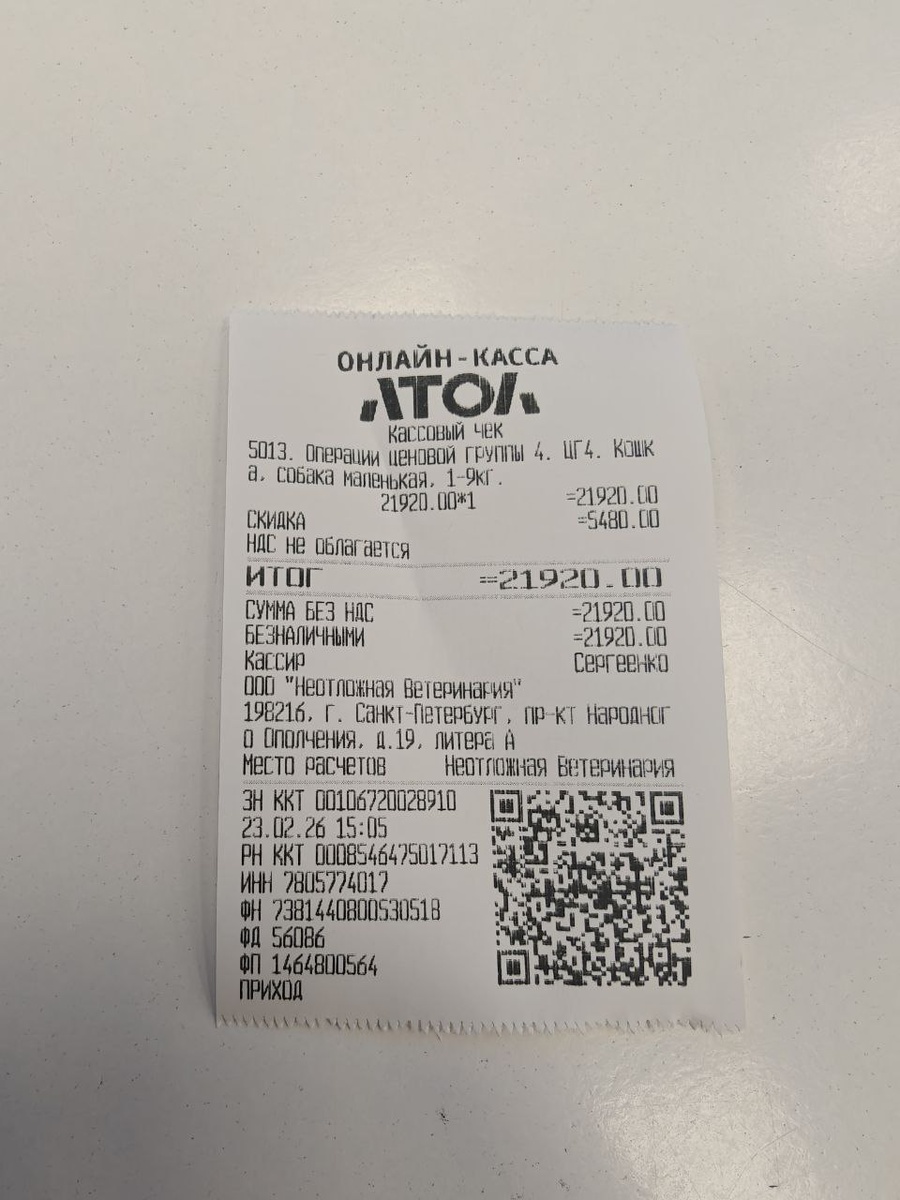 ОНЛАЙН-КАССА
АТОЛ
Кассовый чек
5013. Операции ценовой группы 4. ЦГ4. Кошк
а, собака маленькая, 1-9кг.
21920.00*1 =21920.00
СКИДКА =5480.00
НДС не облагается
ИТОГ =21920.00
СУММА БЕЗ НДС =21920.00
БЕЗНАЛИЧНЫМИ =21920.00
Кассир Сергеенко
ООО "Неотложная Ветеринария"
198216, г. Санкт-Петербург, пр-кт Народног
о Ополчения, д.19, литера А
Место расчетов Неотложная Ветеринария
ЗН ККТ 00106720028910
23.02.26 15:05
РН ККТ 0008546475017113
ИНН 7805774017
ФН 7381440800530518
ФД 56086
ФП 1464800564
ПРИХОД